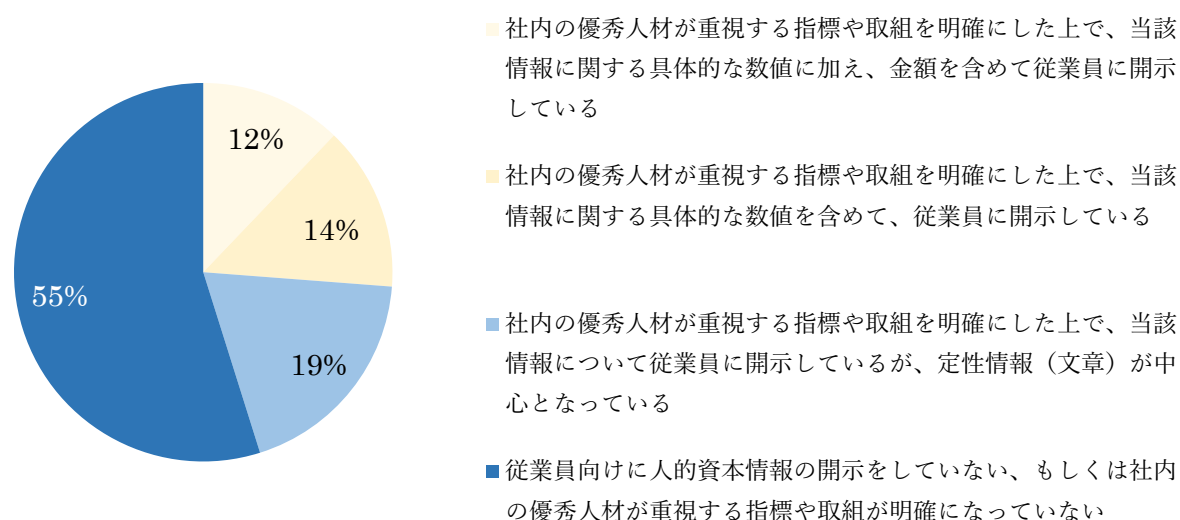 12%
14%
19%
55%
社内の優秀人材が重視する指標や取組を明確にした上で、当該
情報に関する具体的な数値に加え、金額を含めて従業員に開示
している
社内の優秀人材が重視する指標や取組を明確にした上で、当該
情報に関する具体的な数値を含めて、従業員に開示している
社内の優秀人材が重視する指標や取組を明確にした上で、当該
情報について従業員に開示しているが、定性情報（文章）が中
心となっている
従業員向けに人的資本情報の開示をしていない、もしくは社内
の優秀人材が重視する指標や取組が明確になっていない